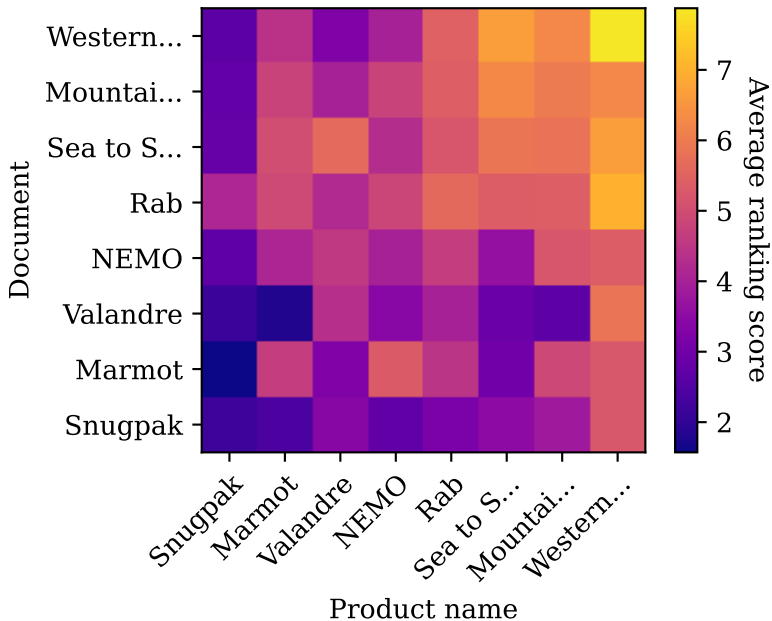 Western...
Mountai...
Sea to S...
Rab
NEMO
Valandre
Marmot
Snugpak
Document
Snugpak
Marmot
Valandre
NEMO
Rab
Sea to S...
Mountai...
Western...
Product name
7
6
5
4
3
2
Average ranking score